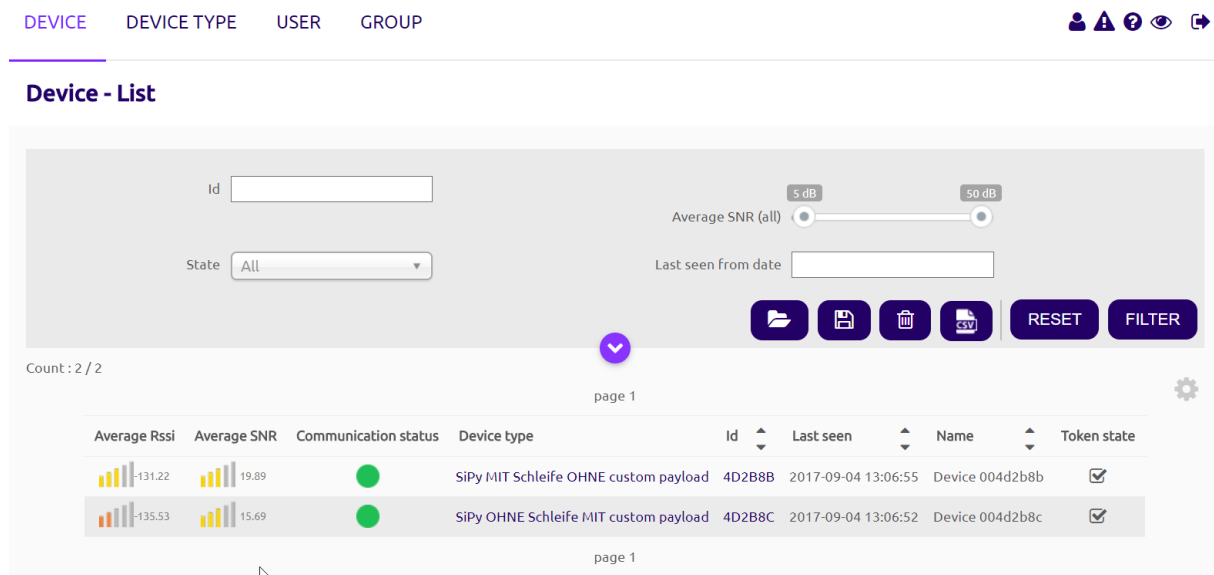 DEVICE DEVICE TYPE USER GROUP
Device - List
Id
5 dB 50 dB
Average SNR (all)
State All
Last seen from date
CSV RESET FILTER
Count : 2 / 2
page 1
Average Rssi Average SNR Communication status Device type Id Last seen Name Token state
-131.22 19.89 SiPy MIT Schleife OHNE custom payload 4D2B8B 2017-09-04 13:06:55 Device 004d2b8b
-135.53 15.69 SiPy OHNE Schleife MIT custom payload 4D2B8C 2017-09-04 13:06:52 Device 004d2b8c
page 1